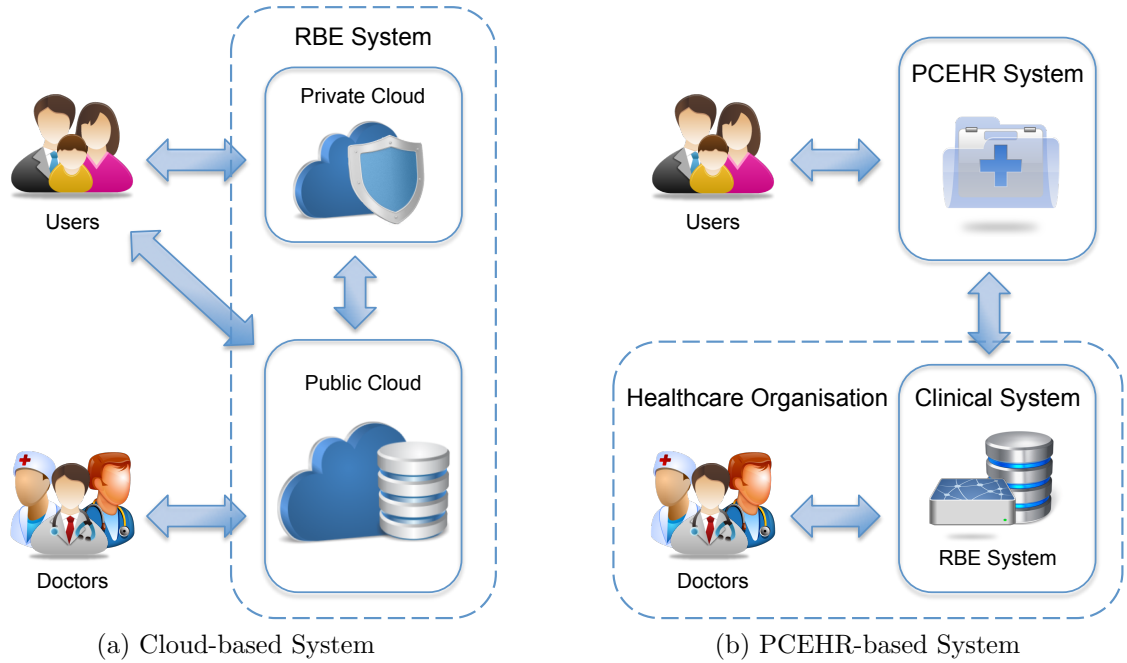 RBE System
Private Cloud
Users
Public Cloud
Doctors
(a) Cloud-based System
PCEHR System
Users
Healthcare Organisation
Clinical System
Doctors
RBE System
(b) PCEHR-based System